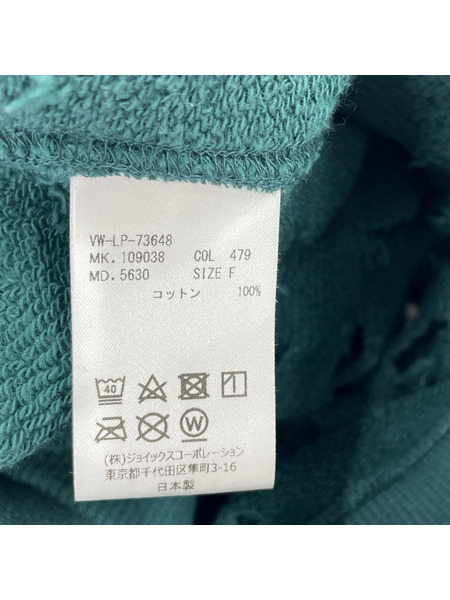 VW-LP-73648
MK. 109038 COL 479
MD. 5630 SIZE F
コットン 100%
40
W
(株)ジョイックスコーポレーション
東京都千代田区隼町3-16
日本製